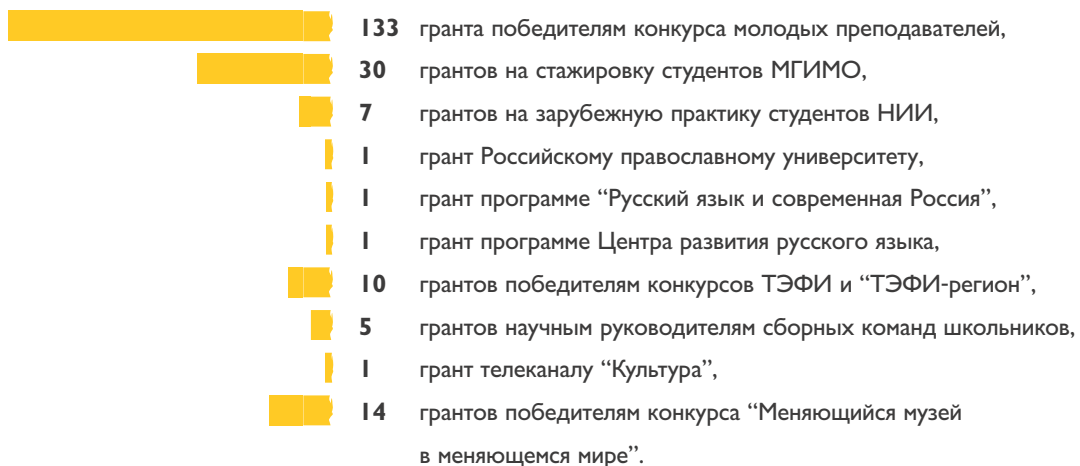 133 гранта победителям конкурса молодых преподавателей,
30 грантов на стажировку студентов МГИМО,
7 грантов на зарубежную практику студентов НИИ,
1 грант Российскому православному университету,
1 грант программе “Русский язык и современная Россия”,
1 грант программе Центра развития русского языка,
10 грантов победителям конкурсов ТЭФИ и “ТЭФИ-регион”,
5 грантов научным руководителям сборных команд школьников,
1 грант телеканалу “Культура”,
14 грантов победителям конкурса “Меняющийся музей
в меняющемся мире”.